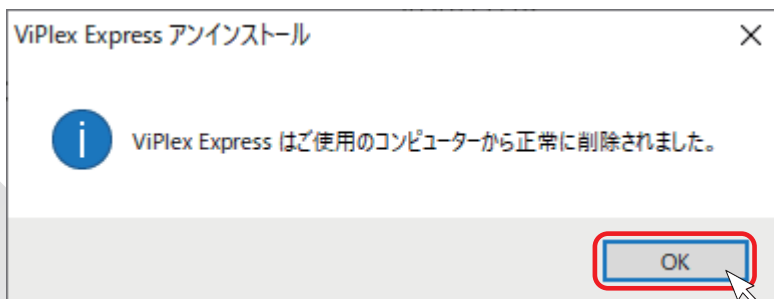 ViPlex Express アンインストール
ViPlex Express はご使用のコンピューターから正常に削除されました。
OK